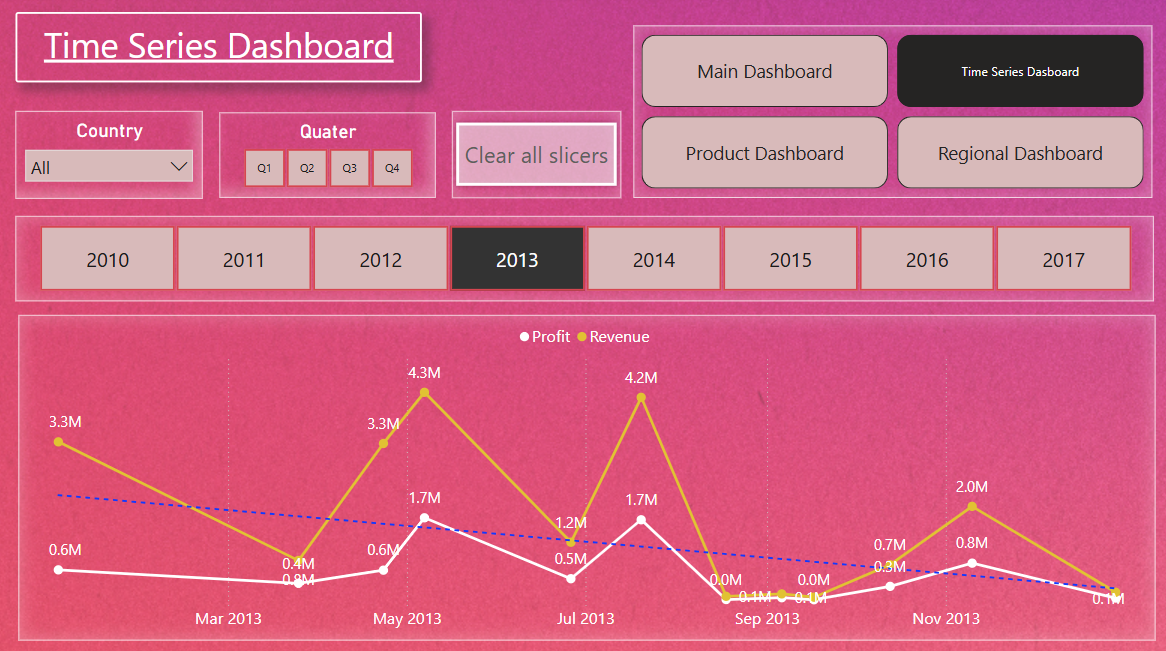 Time Series Dashboard
Main Dashboard
Time Series Dasboard
Product Dashboard
Regional Dashboard
Country
All
Quater
Q1 Q2 Q3 Q4
Clear all slicers
2010 2011 2012 2013 2014 2015 2016 2017
Profit Revenue
4.3M
4.2M
3.3M
3.3M
2.0M
1.7M
1.7M
1.2M
0.6M
0.6M
0.5M
0.7M
0.8M
0.4M
0.8M
0.3M
0.0M
0.0M
0.1M
0.1M
0.1M
Mar 2013 May 2013 Jul 2013 Sep 2013 Nov 2013